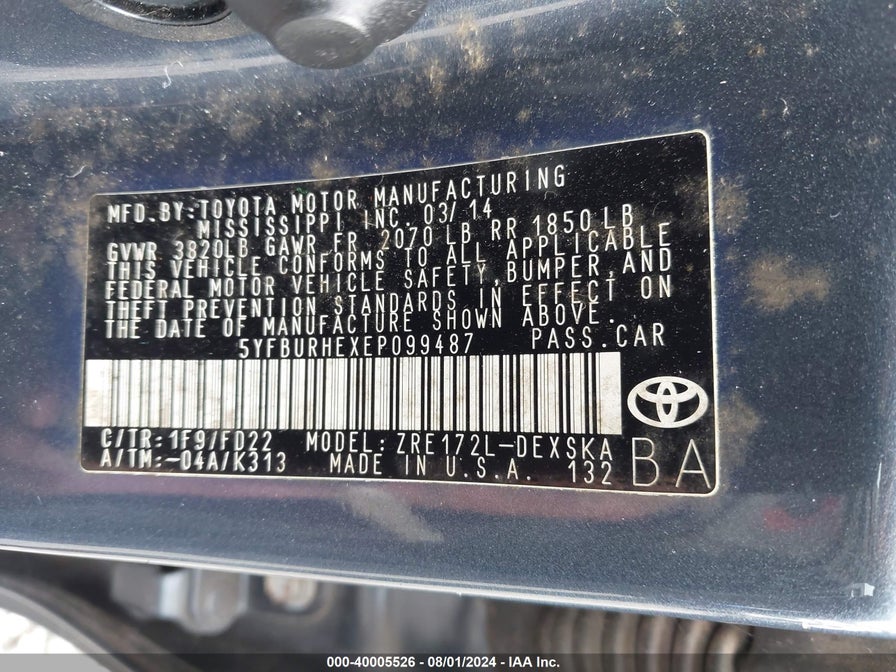 MFD.BY:TOYOTA MOTOR MANUFACTURING
MISSISSIPPI INC. 03/14
GVWR 3820LB GAWR FR 2070 LB RR 1850 LB
THIS VEHICLE CONFORMS TO ALL APPLICABLE
FEDERAL MOTOR VEHICLE SAFETY,BUMPER,AND
THEFT PREVENTION STANDARDS IN EFFECT ON
THE DATE OF MANUFACTURE SHOWN ABOVE.
5YFBURHEXEP099487 PASS.CAR
C/TR:1F9/FD22 MODEL:ZRE172L-DEXSKA
A/TM:-04A/K313 MADE IN U.S.A. 132 BA
000-40005526 - 08/01/2024 - IAA Inc.